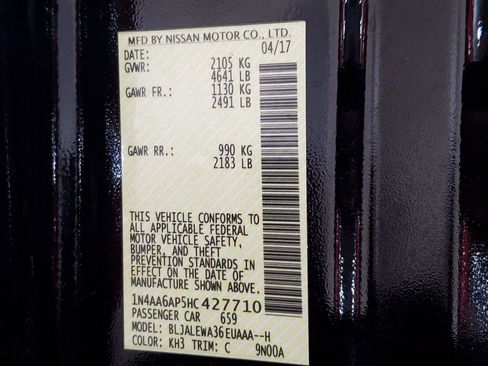 MFD BY NISSAN MOTOR CO., LTD.
DATE: 04/17
GVWR: 2105 KG
4641 LB
GAWR FR.: 1130 KG
2491 LB
GAWR RR.: 990 KG
2183 LB
THIS VEHICLE CONFORMS TO
ALL APPLICABLE FEDERAL
MOTOR VEHICLE SAFETY,
BUMPER, AND THEFT
PREVENTION STANDARDS IN
EFFECT ON THE DATE OF
MANUFACTURE SHOWN ABOVE.
1N4AA6AP5HC427710
PASSENGER CAR 659
MODEL: BLJALEWA36EUAAA--H
COLOR: KH3 TRIM: C 9N00A